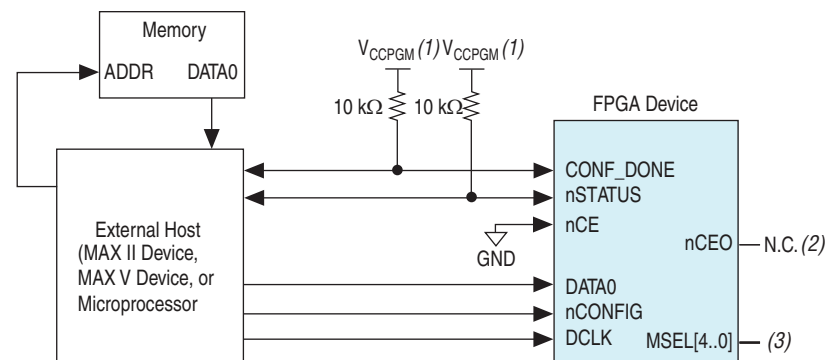 Memory
ADDR DATA0
V_CCPGM (1) V_CCPGM (1)
10 kΩ 10 kΩ
FPGA Device
CONF_DONE
nSTATUS
nCE
GND
nCEO N.C. (2)
External Host
(MAX II Device,
MAX V Device, or
Microprocessor
DATA0
nCONFIG
DCLK MSEL[4..0] (3)